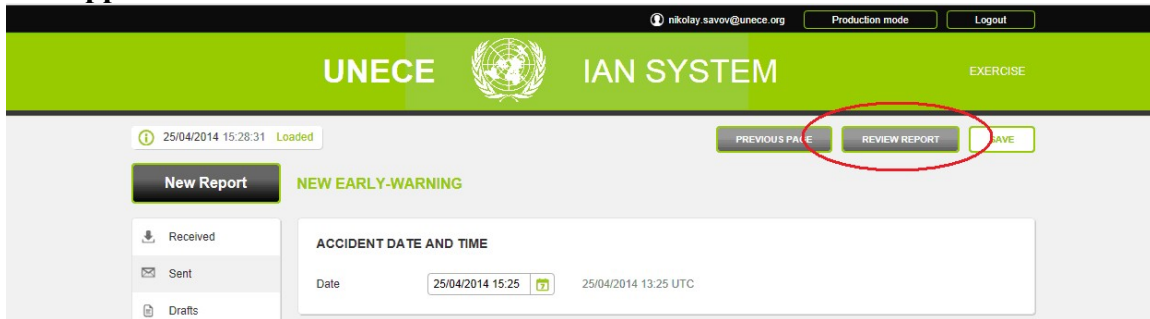 nikolay.savov@unece.org Production mode Logout
UNECE IAN SYSTEM EXERCISE
25/04/2014 15:28:31 Loaded PREVIOUS PAGE REVIEW REPORT SAVE
New Report NEW EARLY-WARNING
Received
ACCIDENT DATE AND TIME
Sent
Date 25/04/2014 15:25 25/04/2014 13:25 UTC
Drafts